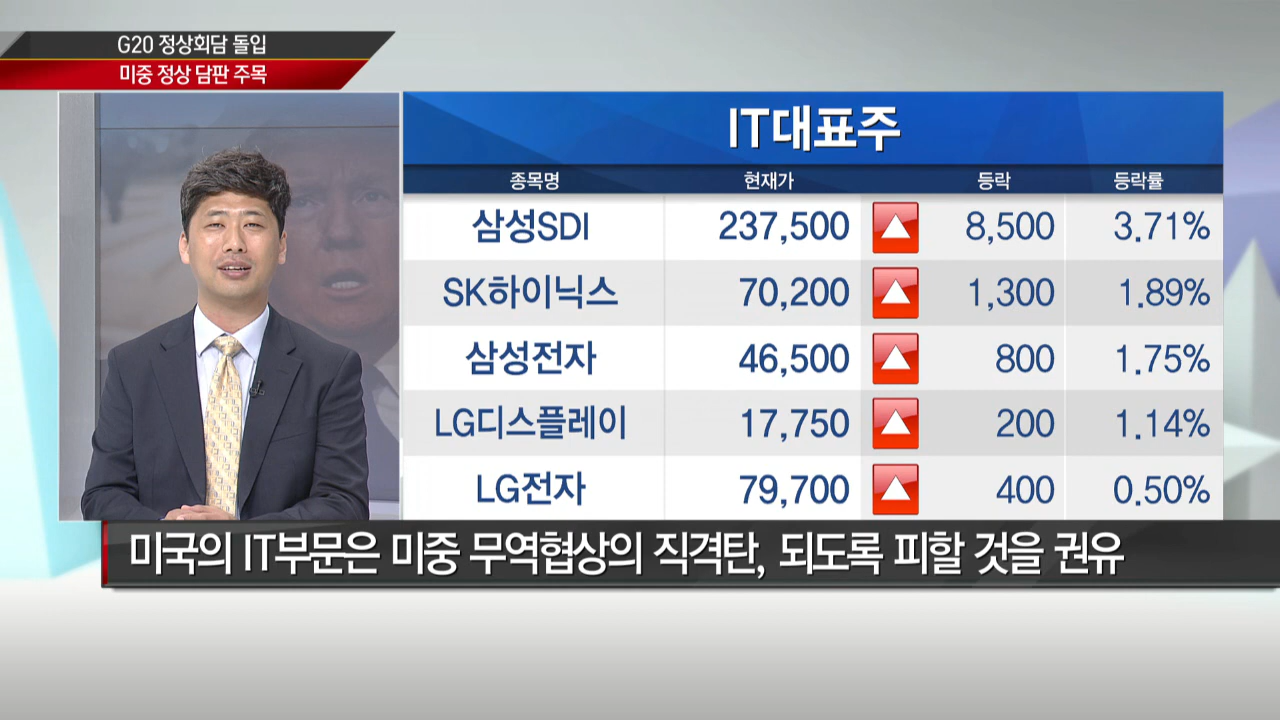 G20 정상회담 돌입
미중 정상 담판 주목
IT대표주
종목명 현재가 등락 등락률
삼성SDI 237,500 8,500 3.71%
SK하이닉스 70,200 1,300 1.89%
삼성전자 46,500 800 1.75%
LG디스플레이 17,750 200 1.14%
LG전자 79,700 400 0.50%
미국의 IT부문은 미중 무역협상의 직격탄, 되도록 피할 것을 권유